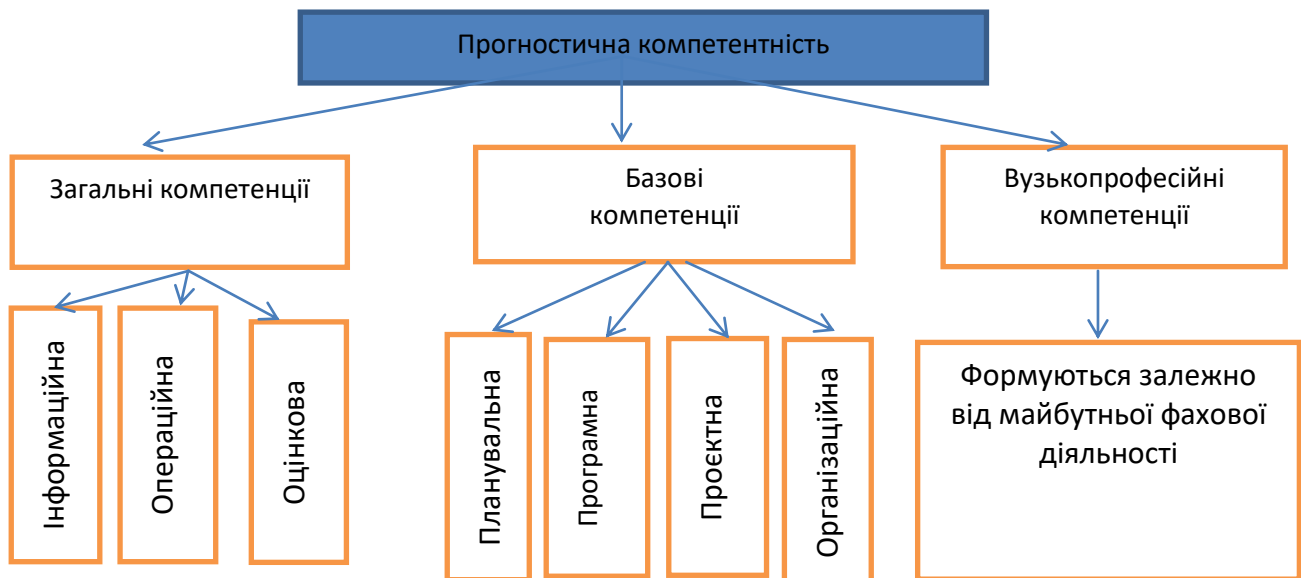 Прогностична компетентність
Загальні компетенції
Базові
компетенції
Вузькопрофесійні
компетенції
Інформаційна
Операційна
Оцінкова
Планувальна
Програмна
Проєктна
Організаційна
Формуються залежно
від майбутньої фахової
діяльності